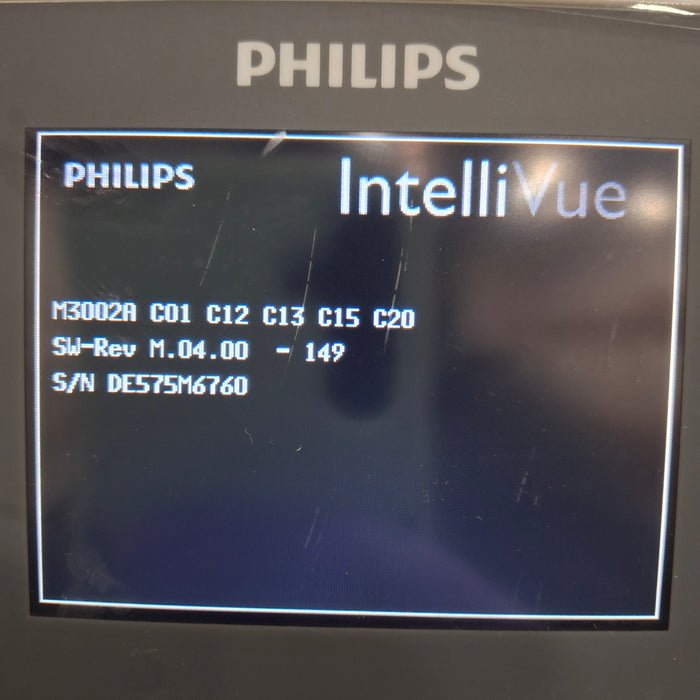 PHILIPS
PHILIPS IntelliVue
M3002A C01 C12 C13 C15 C20
SW-Rev M.04.00 - 149
S/N DE575M6760